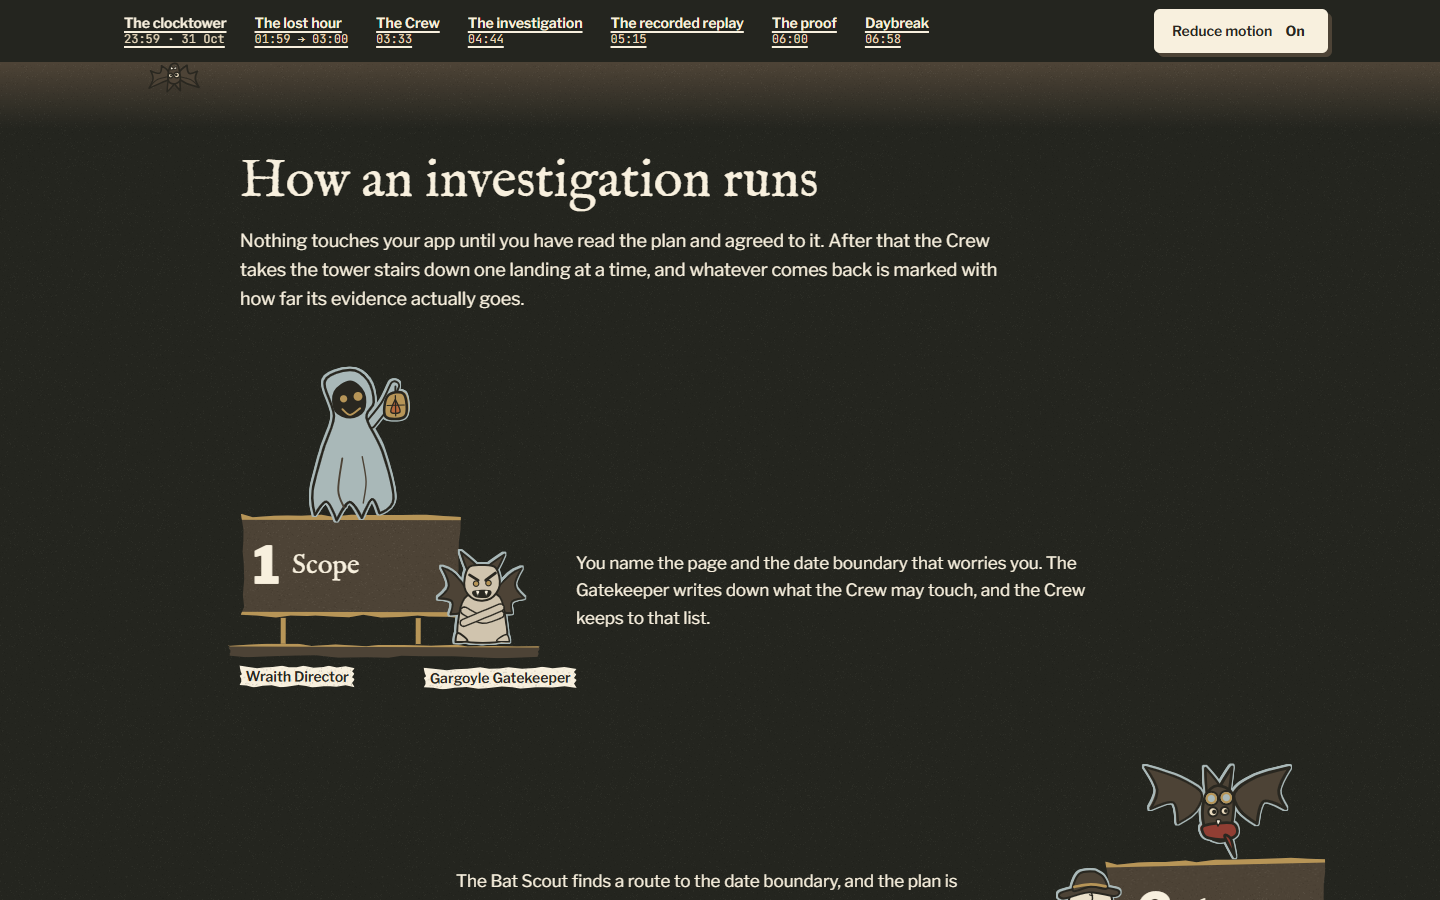 The clocktower
23:59 · 31 Oct
The lost hour
01:59 → 03:00
The Crew
03:33
The investigation
04:44
The recorded replay
05:15
The proof
06:00
Daybreak
06:58
Reduce motion On
How an investigation runs
Nothing touches your app until you have read the plan and agreed to it. After that the Crew
takes the tower stairs down one landing at a time, and whatever comes back is marked with
how far its evidence actually goes.
1 Scope
You name the page and the date boundary that worries you. The
Gatekeeper writes down what the Crew may touch, and the Crew
keeps to that list.
Wraith Director
Gargoyle Gatekeeper
The Bat Scout finds a route to the date boundary, and the plan is